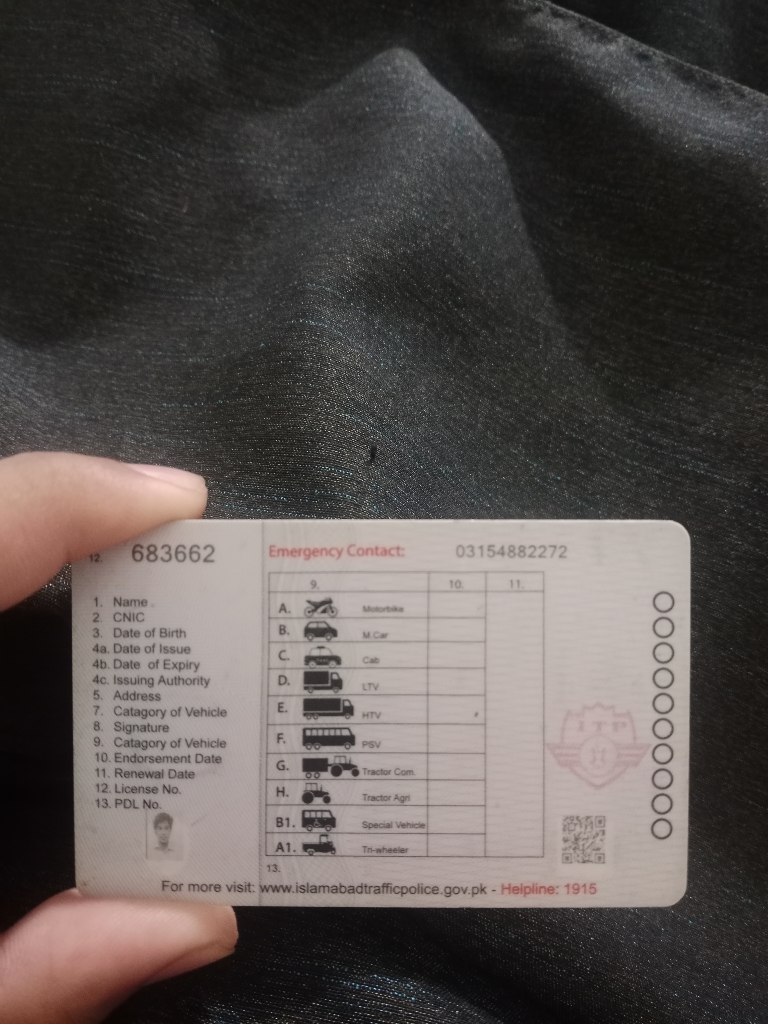 12. 683662
Emergency Contact: 03154882272
1. Name
2. CNIC
3. Date of Birth
4a. Date of Issue
4b. Date of Expiry
4c. Issuing Authority
5. Address
7. Catagory of Vehicle
8. Signature
9. Catagory of Vehicle
10. Endorsement Date
11. Renewal Date
12. License No.
13. PDL No.
9. 10. 11.
A. Motorbike
B. M.Car
C. Cab
D. LTV
E. HTV
F. PSV
G. Tractor Com.
H. Tractor Agri
B1. Special Vehicle
A1. Tri-wheeler
13.
ITP
For more visit: www.islamabadtrafficpolice.gov.pk - Helpline: 1915